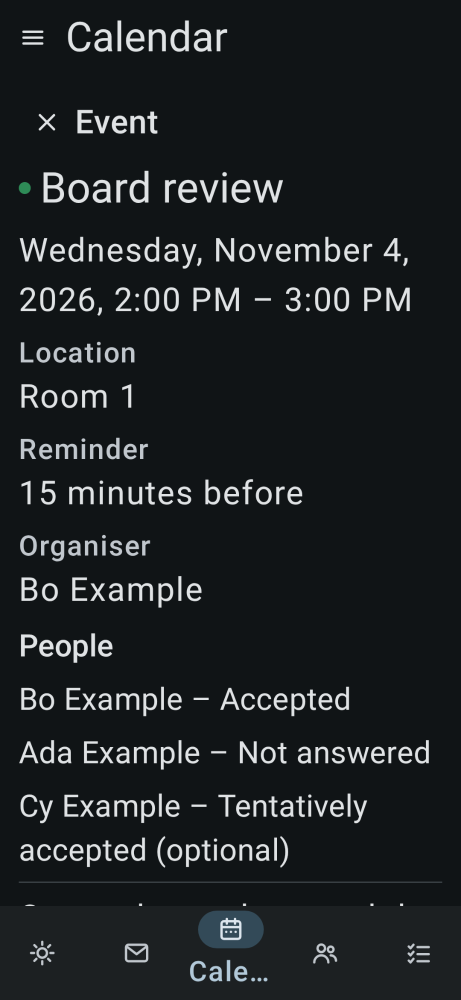 Calendar
Event
Board review
Wednesday, November 4,
2026, 2:00 PM – 3:00 PM
Location
Room 1
Reminder
15 minutes before
Organiser
Bo Example
People
Bo Example – Accepted
Ada Example – Not answered
Cy Example – Tentatively
accepted (optional)
Cale…